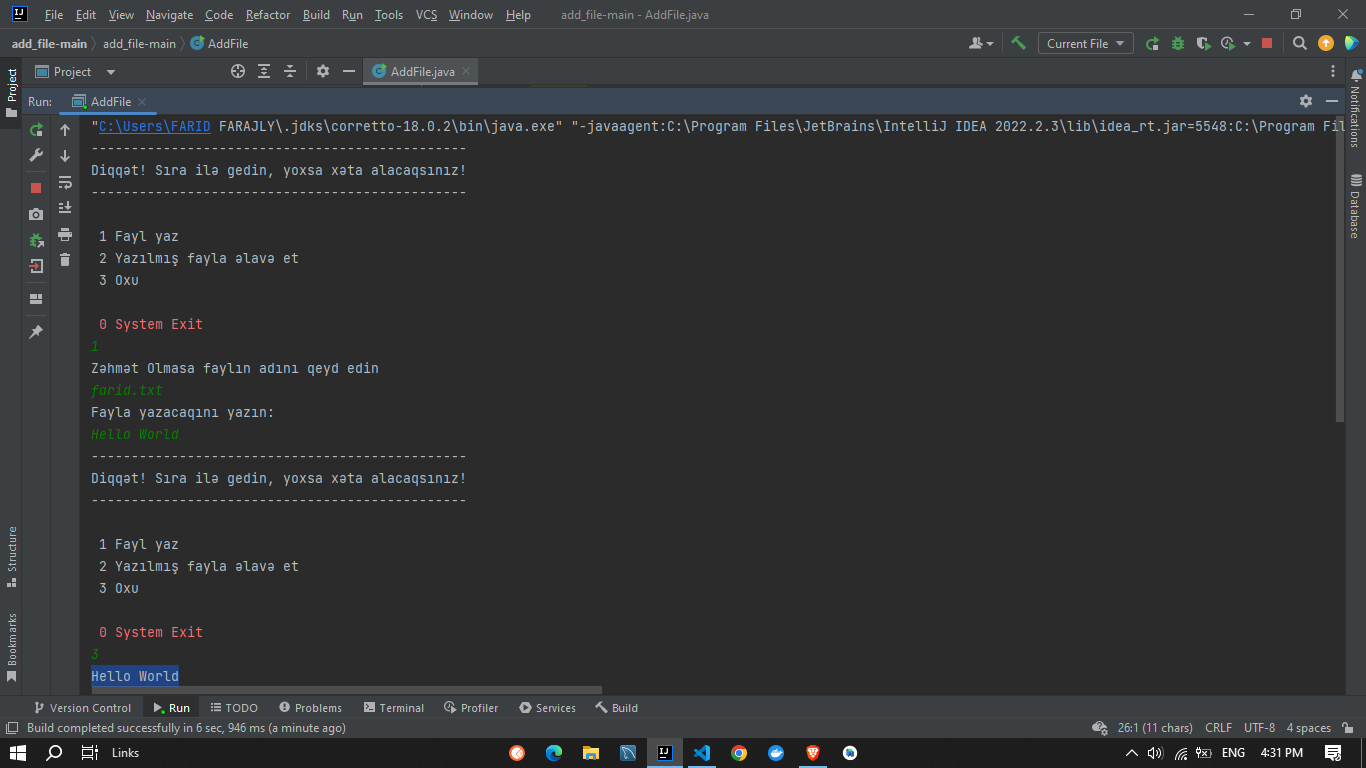 File Edit View Navigate Code Refactor Build Run Tools VCS Window Help add_file-main - AddFile.java
add_file-main add_file-main AddFile Current File
Project AddFile.java
Run: AddFile
"C:\Users\FARID FARAJLY\.jdks\corretto-18.0.2\bin\java.exe" "-javaagent:C:\Program Files\JetBrains\IntelliJ IDEA 2022.2.3\lib\idea_rt.jar=5548:C:\Program Fil
-----------------------------------------------
Diqqət! Sıra ilə gedin, yoxsa xəta alacaqsınız!
-----------------------------------------------
1 Fayl yaz
2 Yazılmış fayla əlavə et
3 Oxu
0 System Exit
1
Zəhmət Olmasa faylın adını qeyd edin
farid.txt
Fayla yazacaqını yazın:
Hello World
-----------------------------------------------
Diqqət! Sıra ilə gedin, yoxsa xəta alacaqsınız!
-----------------------------------------------
1 Fayl yaz
2 Yazılmış fayla əlavə et
3 Oxu
0 System Exit
3
Hello World
Project
Structure
Bookmarks
Notifications
Database
Version Control Run TODO Problems Terminal Profiler Services Build
Build completed successfully in 6 sec, 946 ms (a minute ago) 26:1 (11 chars) CRLF UTF-8 4 spaces
Links ENG 4:31 PM